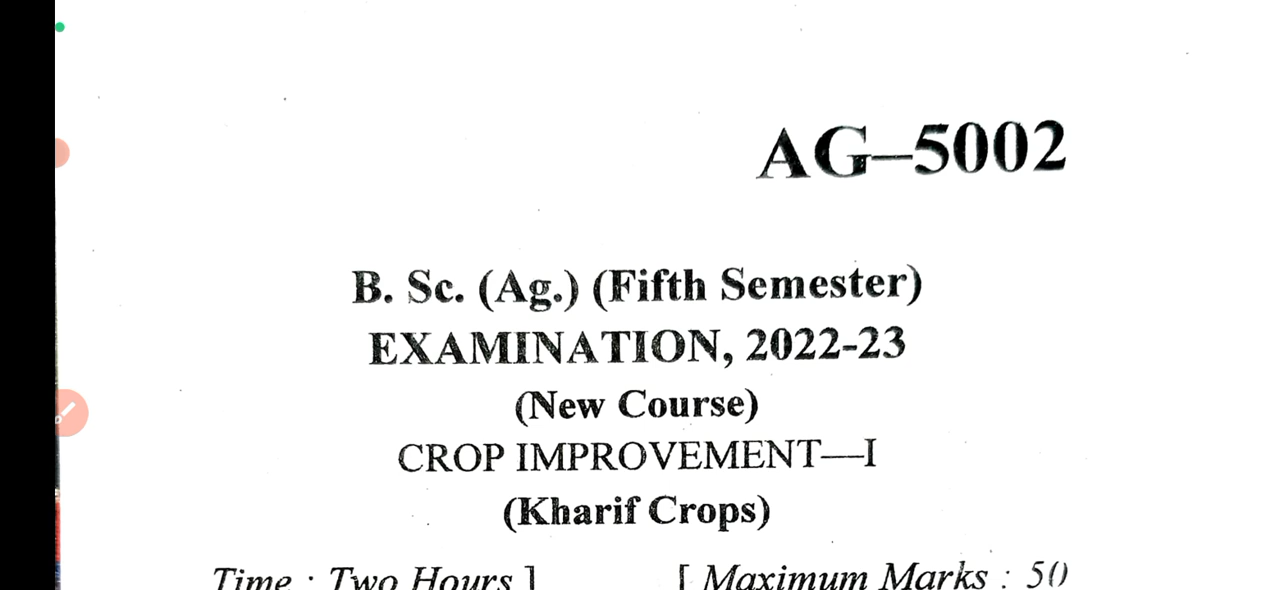 AG–5002
B. Sc. (Ag.) (Fifth Semester)
EXAMINATION, 2022-23
(New Course)
CROP IMPROVEMENT—I
(Kharif Crops)
Time : Two Hours ] [ Maximum Marks : 50